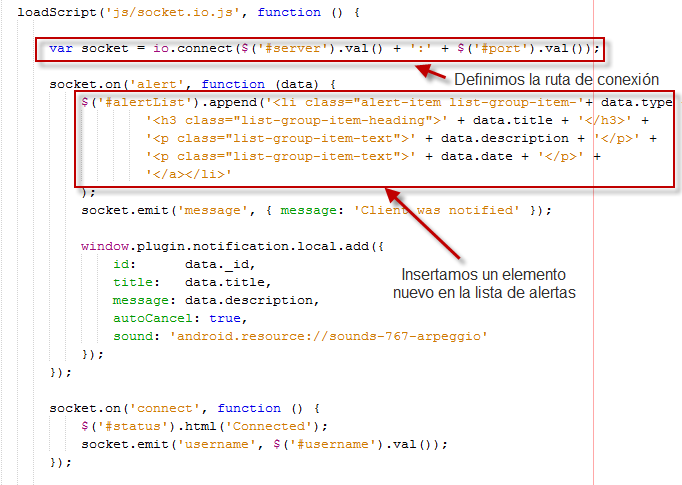 loadScript('js/socket.io.js', function () {
var socket = io.connect($('#server').val() + ':' + $('#port').val());
Definimos la ruta de conexión
socket.on('alert', function (data) {
$('#alertList').append('<li class="alert-item list-group-item-'+ data.type
'<h3 class="list-group-item-heading">' + data.title + '</h3>' +
'<p class="list-group-item-text">' + data.description + '</p>' +
'<p class="list-group-item-text">' + data.date + '</p>' +
'</a></li>'
);
socket.emit('message', { message: 'Client was notified' });
window.plugin.notification.local.add({
id: data._id,
title: data.title,
message: data.description,
autoCancel: true,
sound: 'android.resource://sounds-767-arpeggio'
});
Insertamos un elemento
nuevo en la lista de alertas
});
socket.on('connect', function () {
$('#status').html('Connected');
socket.emit('username', $('#username').val());
});